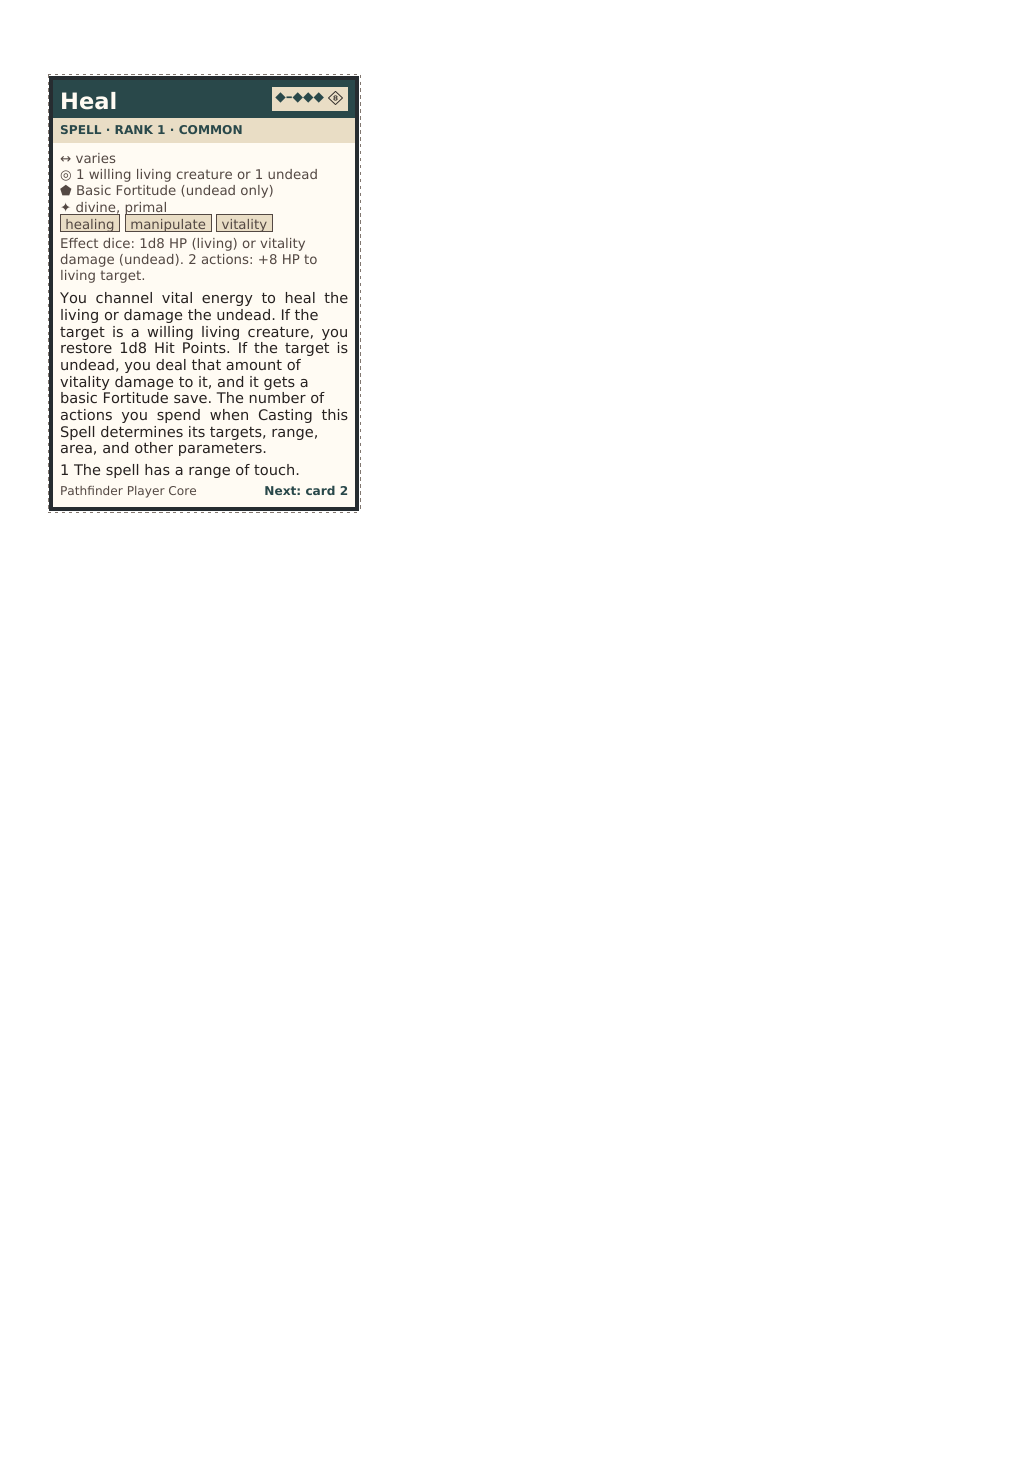 Heal
◆–◆◆◆ B
SPELL · RANK 1 · COMMON
↔ varies
◎ 1 willing living creature or 1 undead
⬟ Basic Fortitude (undead only)
✦ divine, primal
healing manipulate vitality
Effect dice: 1d8 HP (living) or vitality
damage (undead). 2 actions: +8 HP to
living target.
You channel vital energy to heal the
living or damage the undead. If the
target is a willing living creature, you
restore 1d8 Hit Points. If the target is
undead, you deal that amount of
vitality damage to it, and it gets a
basic Fortitude save. The number of
actions you spend when Casting this
Spell determines its targets, range,
area, and other parameters.
1 The spell has a range of touch.
Pathfinder Player Core Next: card 2